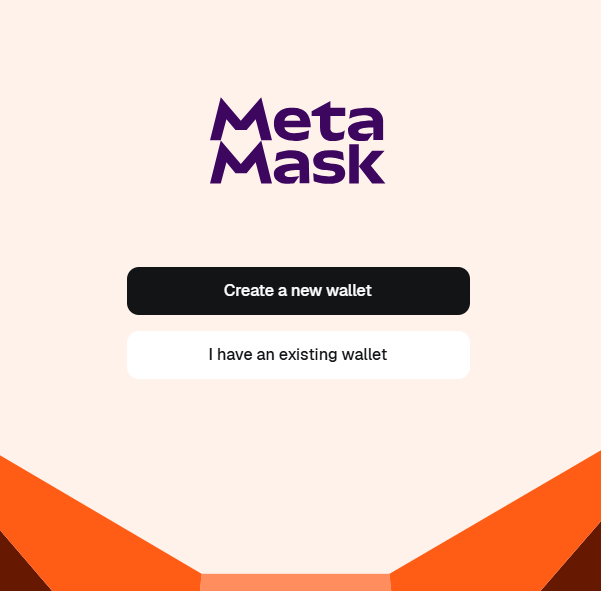 Meta
Mask
Create a new wallet
I have an existing wallet